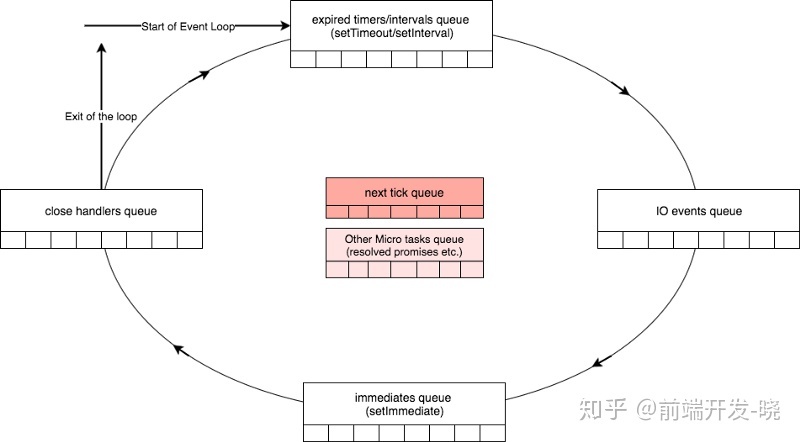 Start of Event Loop
expired timers/intervals queue
(setTimeout/setInterval)
Exit of the loop
close handlers queue
next tick queue
Other Micro tasks queue
(resolved promises etc.)
IO events queue
immediates queue
(setImmediate)
知乎 @前端开发-晓